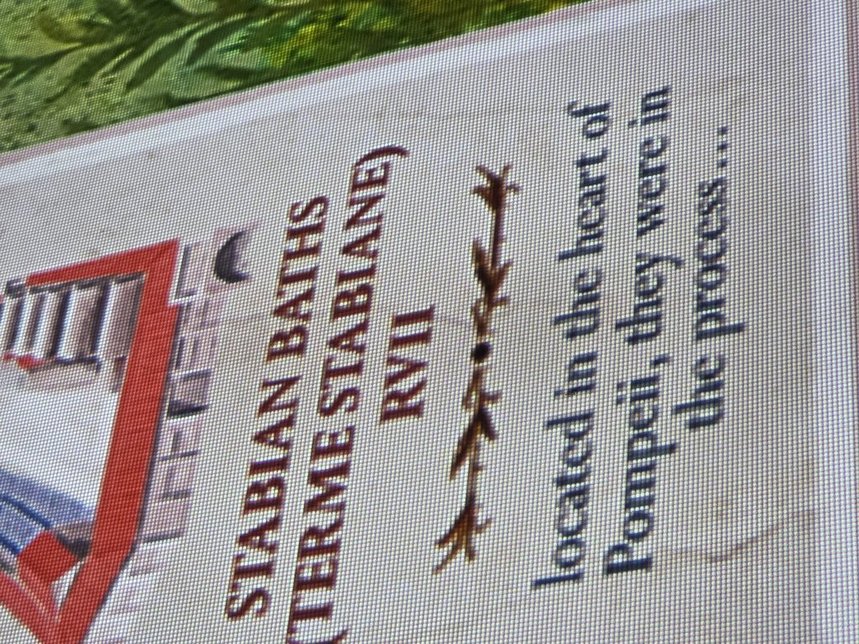 STABIAN BATHS
(TERME STABIANE)
RVII
located in the heart of
Pompeii, they were in
the process...